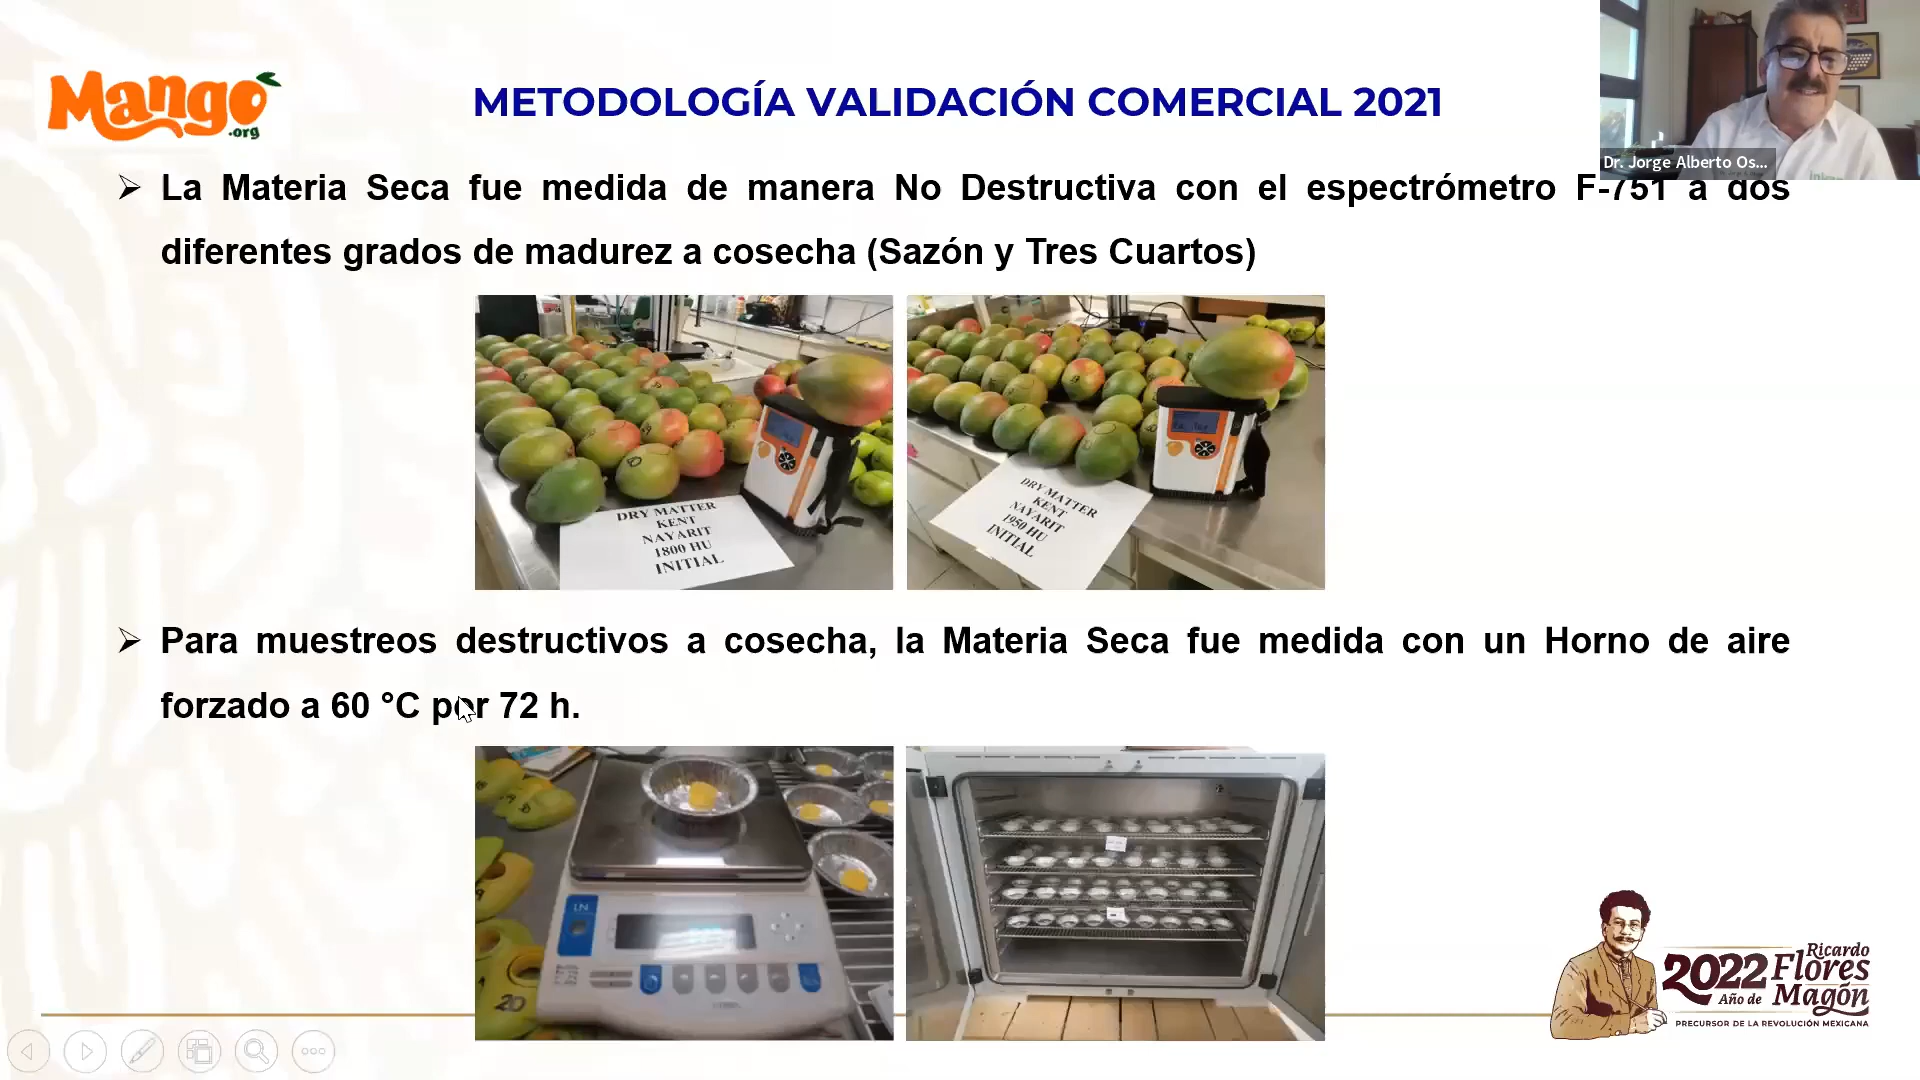 Mango
.org
METODOLOGÍA VALIDACIÓN COMERCIAL 2021
Dr. Jorge Alberto Os...
La Materia Seca fue medida de manera No Destructiva con el espectrómetro F-751 a dos
diferentes grados de madurez a cosecha (Sazón y Tres Cuartos)
DRY MATTER
KENT
NAYARIT
1800 HU
INITIAL
DRY MATTER
KENT
NAYARIT
1950 HU
INITIAL
Para muestreos destructivos a cosecha, la Materia Seca fue medida con un Horno de aire
forzado a 60 °C por 72 h.
LN
20
2022
Año de
Ricardo
Flores
Magón
PRECURSOR DE LA REVOLUCIÓN MEXICANA